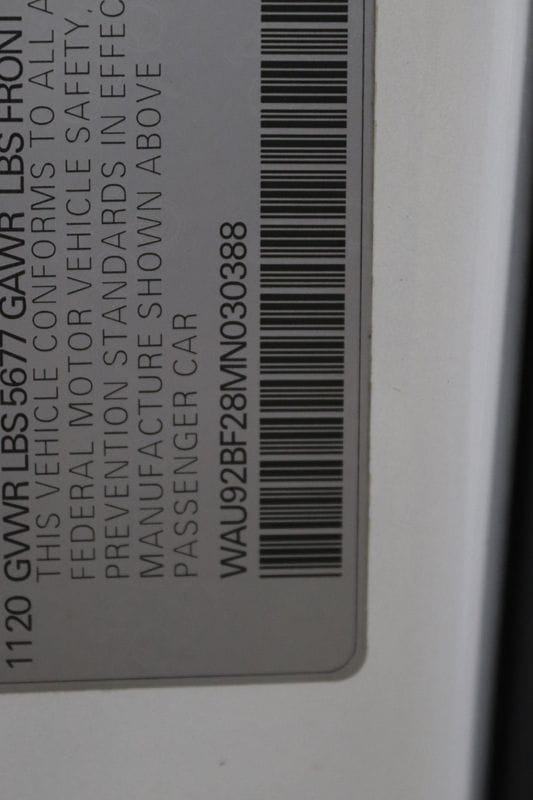 1120 GVWR LBS 5677 GAWR LBS FRONT
THIS VEHICLE CONFORMS TO ALL A
FEDERAL MOTOR VEHICLE SAFETY,
PREVENTION STANDARDS IN EFFEC
MANUFACTURE SHOWN ABOVE
PASSENGER CAR
WAU92BF28MN030388